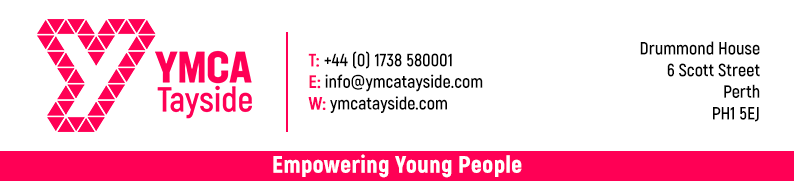 YMCA
Tayside
T: +44 (0) 1738 580001
E: info@ymcatayside.com
W: ymcatayside.com
Drummond House
6 Scott Street
Perth
PH1 5EJ
Empowering Young People